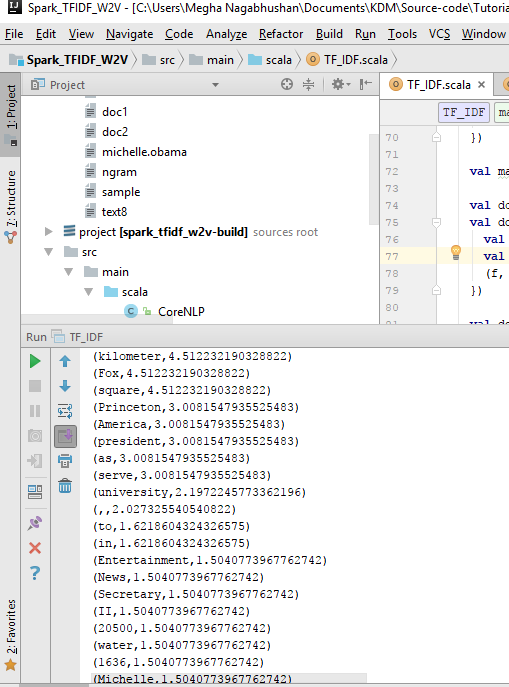 Spark_TFIDF_W2V - [C:\Users\Megha Nagabhushan\Documents\KDM\Source-code\Tutoria
File Edit View Navigate Code Analyze Refactor Build Run Tools VCS Window
Spark_TFIDF_W2V src main scala TF_IDF.scala
1: Project
7: Structure
2: Favorites
Project
doc1
doc2
michelle.obama
ngram
sample
text8
project [spark_tfidf_w2v-build] sources root
src
main
scala
CoreNLP
TF_IDF.scala
TF_IDF ma
70 })
71
72 val ma
73
74 val do
75 val do
76 val
77 val
78 (f,
79 })
80
val do
Run TF_IDF
(kilometer,4.512232190328822)
(Fox,4.512232190328822)
(square,4.512232190328822)
(Princeton,3.0081547935525483)
(America,3.0081547935525483)
(president,3.0081547935525483)
(as,3.0081547935525483)
(serve,3.0081547935525483)
(university,2.1972245773362196)
(,,2.027325540540822)
(to,1.6218604324326575)
(in,1.6218604324326575)
(Entertainment,1.5040773967762742)
(News,1.5040773967762742)
(Secretary,1.5040773967762742)
(II,1.5040773967762742)
(20500,1.5040773967762742)
(water,1.5040773967762742)
(1636,1.5040773967762742)
(Michelle,1.5040773967762742)